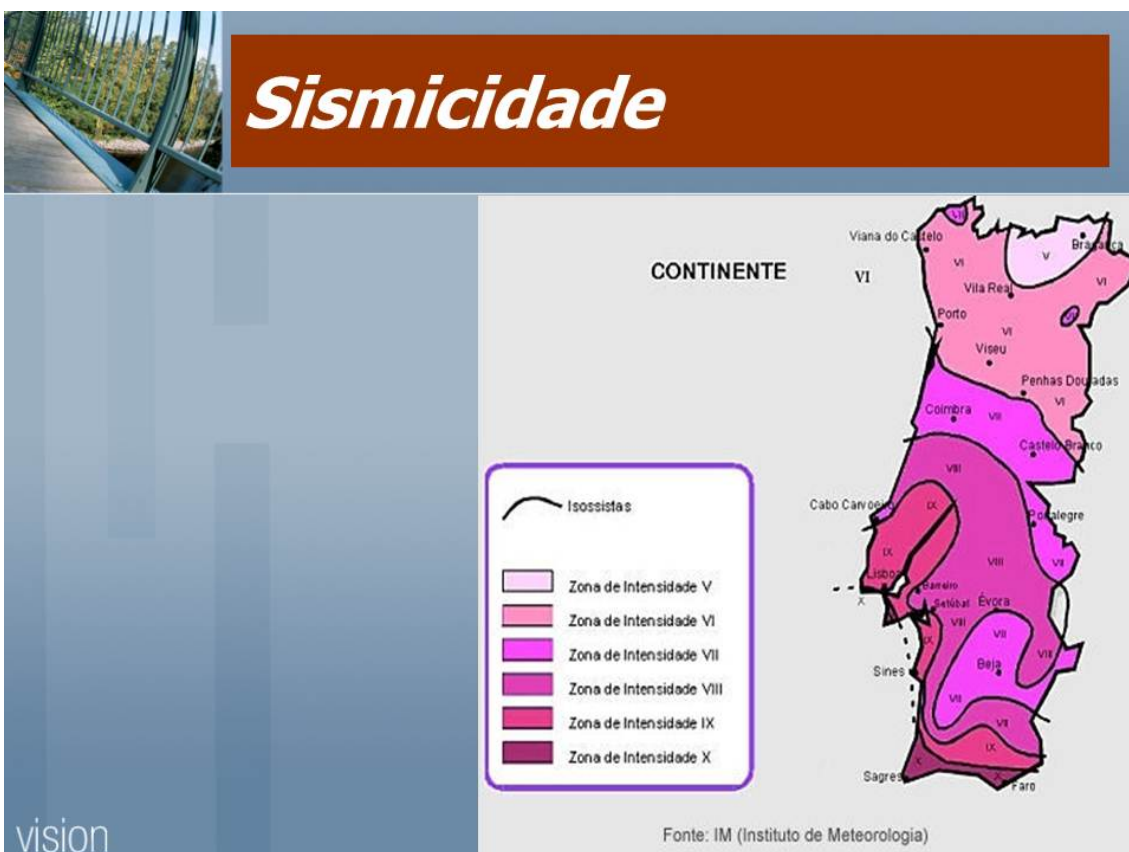 Sismicidade
CONTINENTE
VI
VII
Viana do Castelo
Bragança
V
VI
VI
Vila Real
Porto
VI
Viseu
Penhas Douradas
VI
Coimbra
VII
Castelo Branco
VIII
Cabo Carvoeiro
IX
Portalegre
IX
VIII
VII
Lisboa
Barreiro
X
Setúbal
Évora
VIII
VII
IX
VIII
Sines
Beja
VII
VII
IX
X
X
Sagres
Faro
Isossistas
Zona de Intensidade V
Zona de Intensidade VI
Zona de Intensidade VII
Zona de Intensidade VIII
Zona de Intensidade IX
Zona de Intensidade X
Fonte: IM (Instituto de Meteorologia)
vision